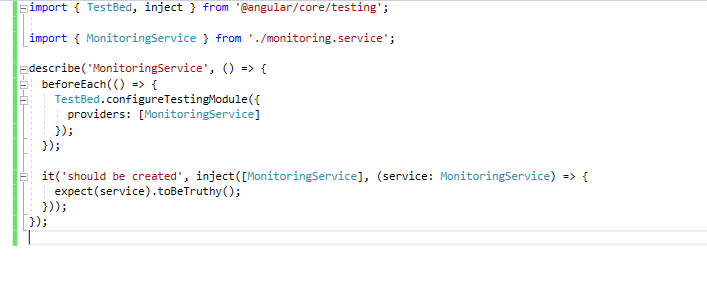 import { TestBed, inject } from '@angular/core/testing';
import { MonitoringService } from './monitoring.service';
describe('MonitoringService', () => {
beforeEach(() => {
TestBed.configureTestingModule({
providers: [MonitoringService]
});
});
it('should be created', inject([MonitoringService], (service: MonitoringService) => {
expect(service).toBeTruthy();
}));
});